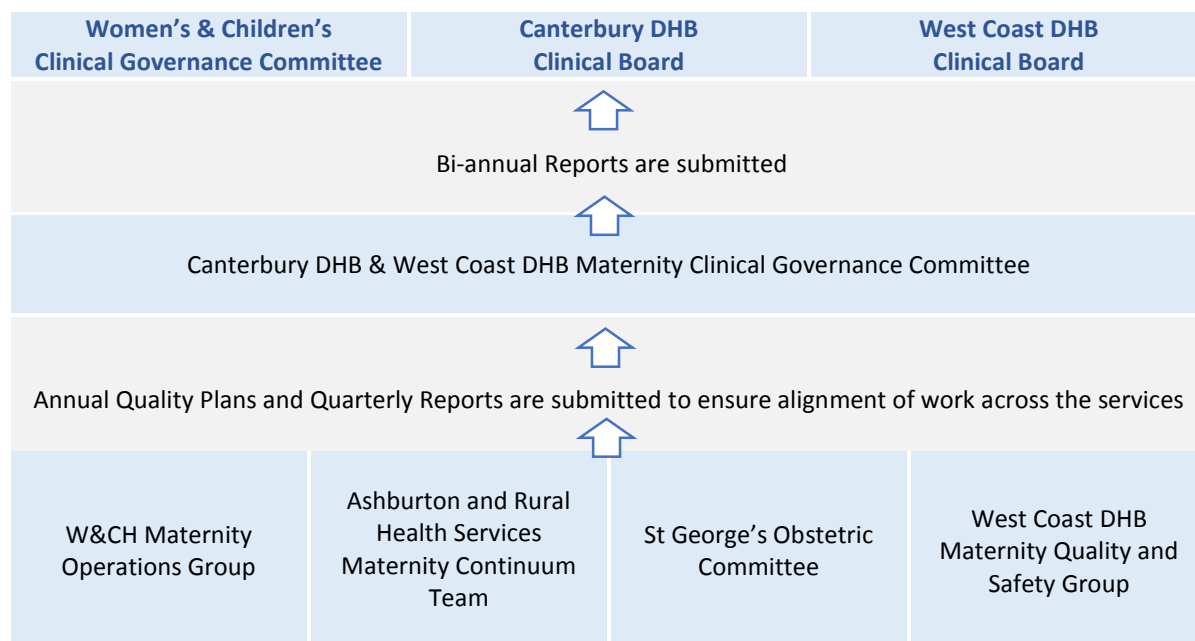 Women’s & Children’s
Clinical Governance Committee
Canterbury DHB
Clinical Board
West Coast DHB
Clinical Board
Bi-annual Reports are submitted
Canterbury DHB & West Coast DHB Maternity Clinical Governance Committee
Annual Quality Plans and Quarterly Reports are submitted to ensure alignment of work across the services
W&CH Maternity
Operations Group
Ashburton and Rural
Health Services
Maternity Continuum
Team
St George’s Obstetric
Committee
West Coast DHB
Maternity Quality and
Safety Group